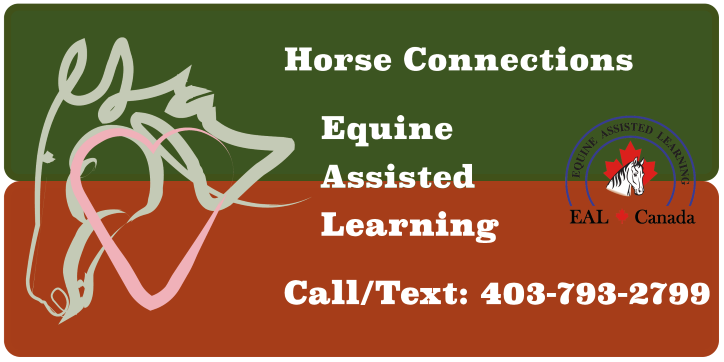 Horse Connections
Equine
Assisted
Learning
EQUINE ASSISTED LEARNING
EAL Canada
Call/Text: 403-793-2799